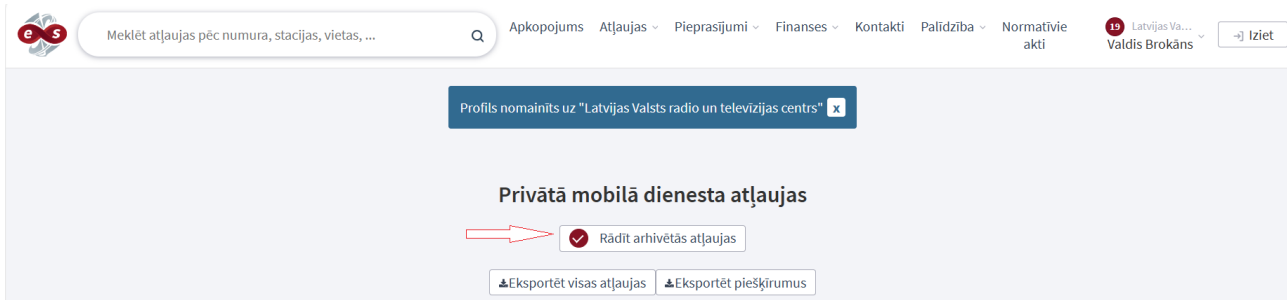 e s
Meklēt atļaujas pēc numura, stacijas, vietas, ...
Apkopojums
Atļaujas
Pieprasījumi
Finanses
Kontakti
Palīdzība
Normatīvie
akti
19 Latvijas Va...
Valdis Brokāns
Iziet
Profils nomainīts uz "Latvijas Valsts radio un televīzijas centrs" x
Privātā mobilā dienesta atļaujas
Rādīt arhivētās atļaujas
Eksportēt visas atļaujas
Eksportēt piešķīrumus